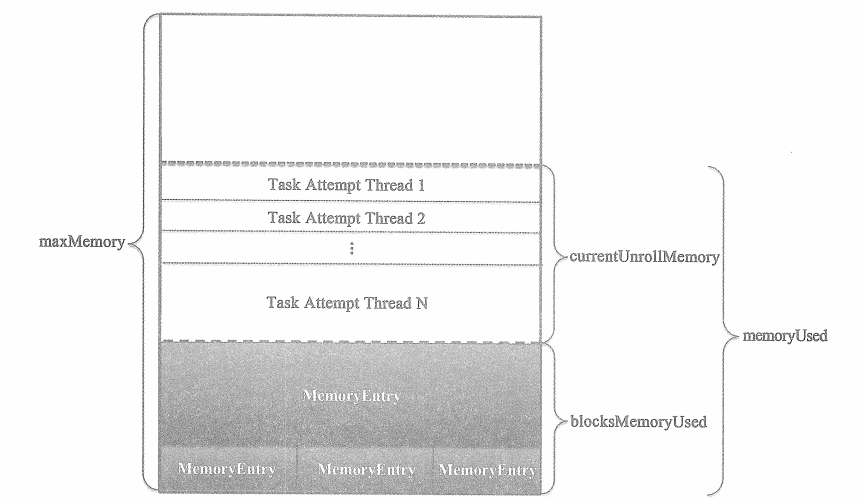 Task Attempt Thread 1
Task Attempt Thread 2
⋮
Task Attempt Thread N
maxMemory
currentUnrollMemory
memoryUsed
MemoryEntry
blocksMemoryUsed
MemoryEntry MemoryEntry MemoryEntry